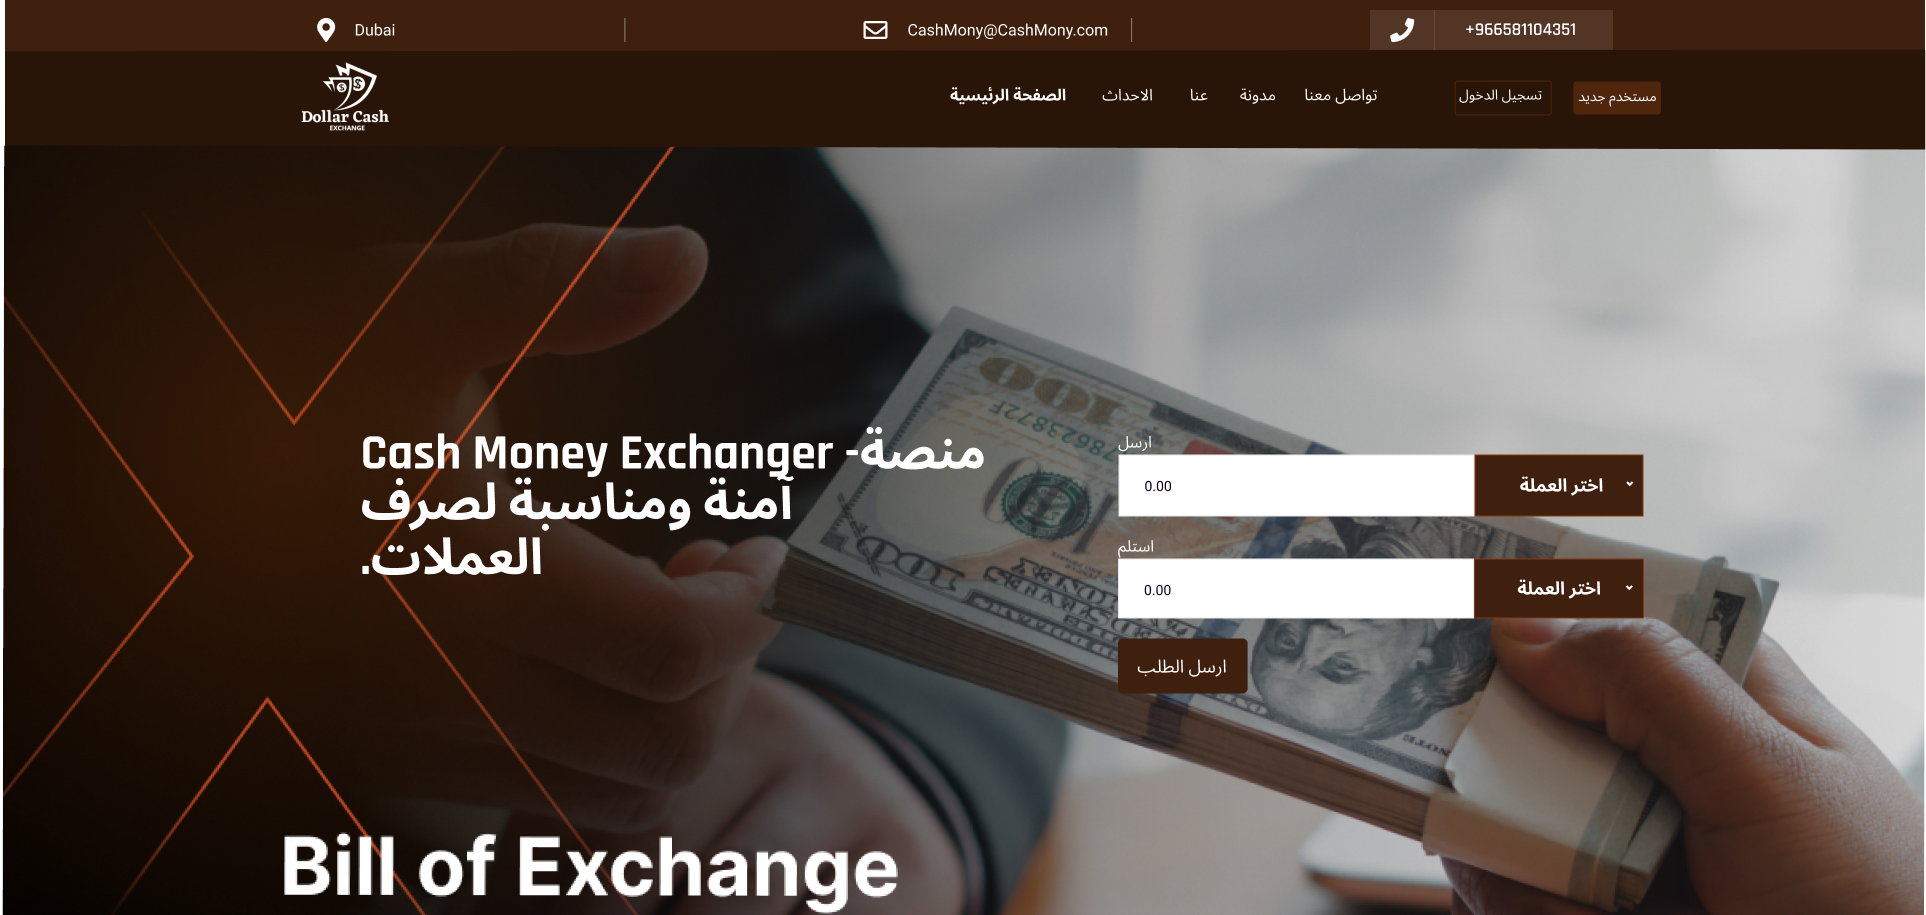 Dubai
CashMony@CashMony.com
+966581104351
Dollar Cash
EXCHANGE
الصفحة الرئيسية
الاحداث
عنا
مدونة
تواصل معنا
تسجيل الدخول
مستخدم جديد
Cash Money Exchanger -منصة
آمنة ومناسبة لصرف
العملات.
ارسل
0.00
اختر العملة
استلم
0.00
اختر العملة
ارسل الطلب
100
100
Bill of Exchange